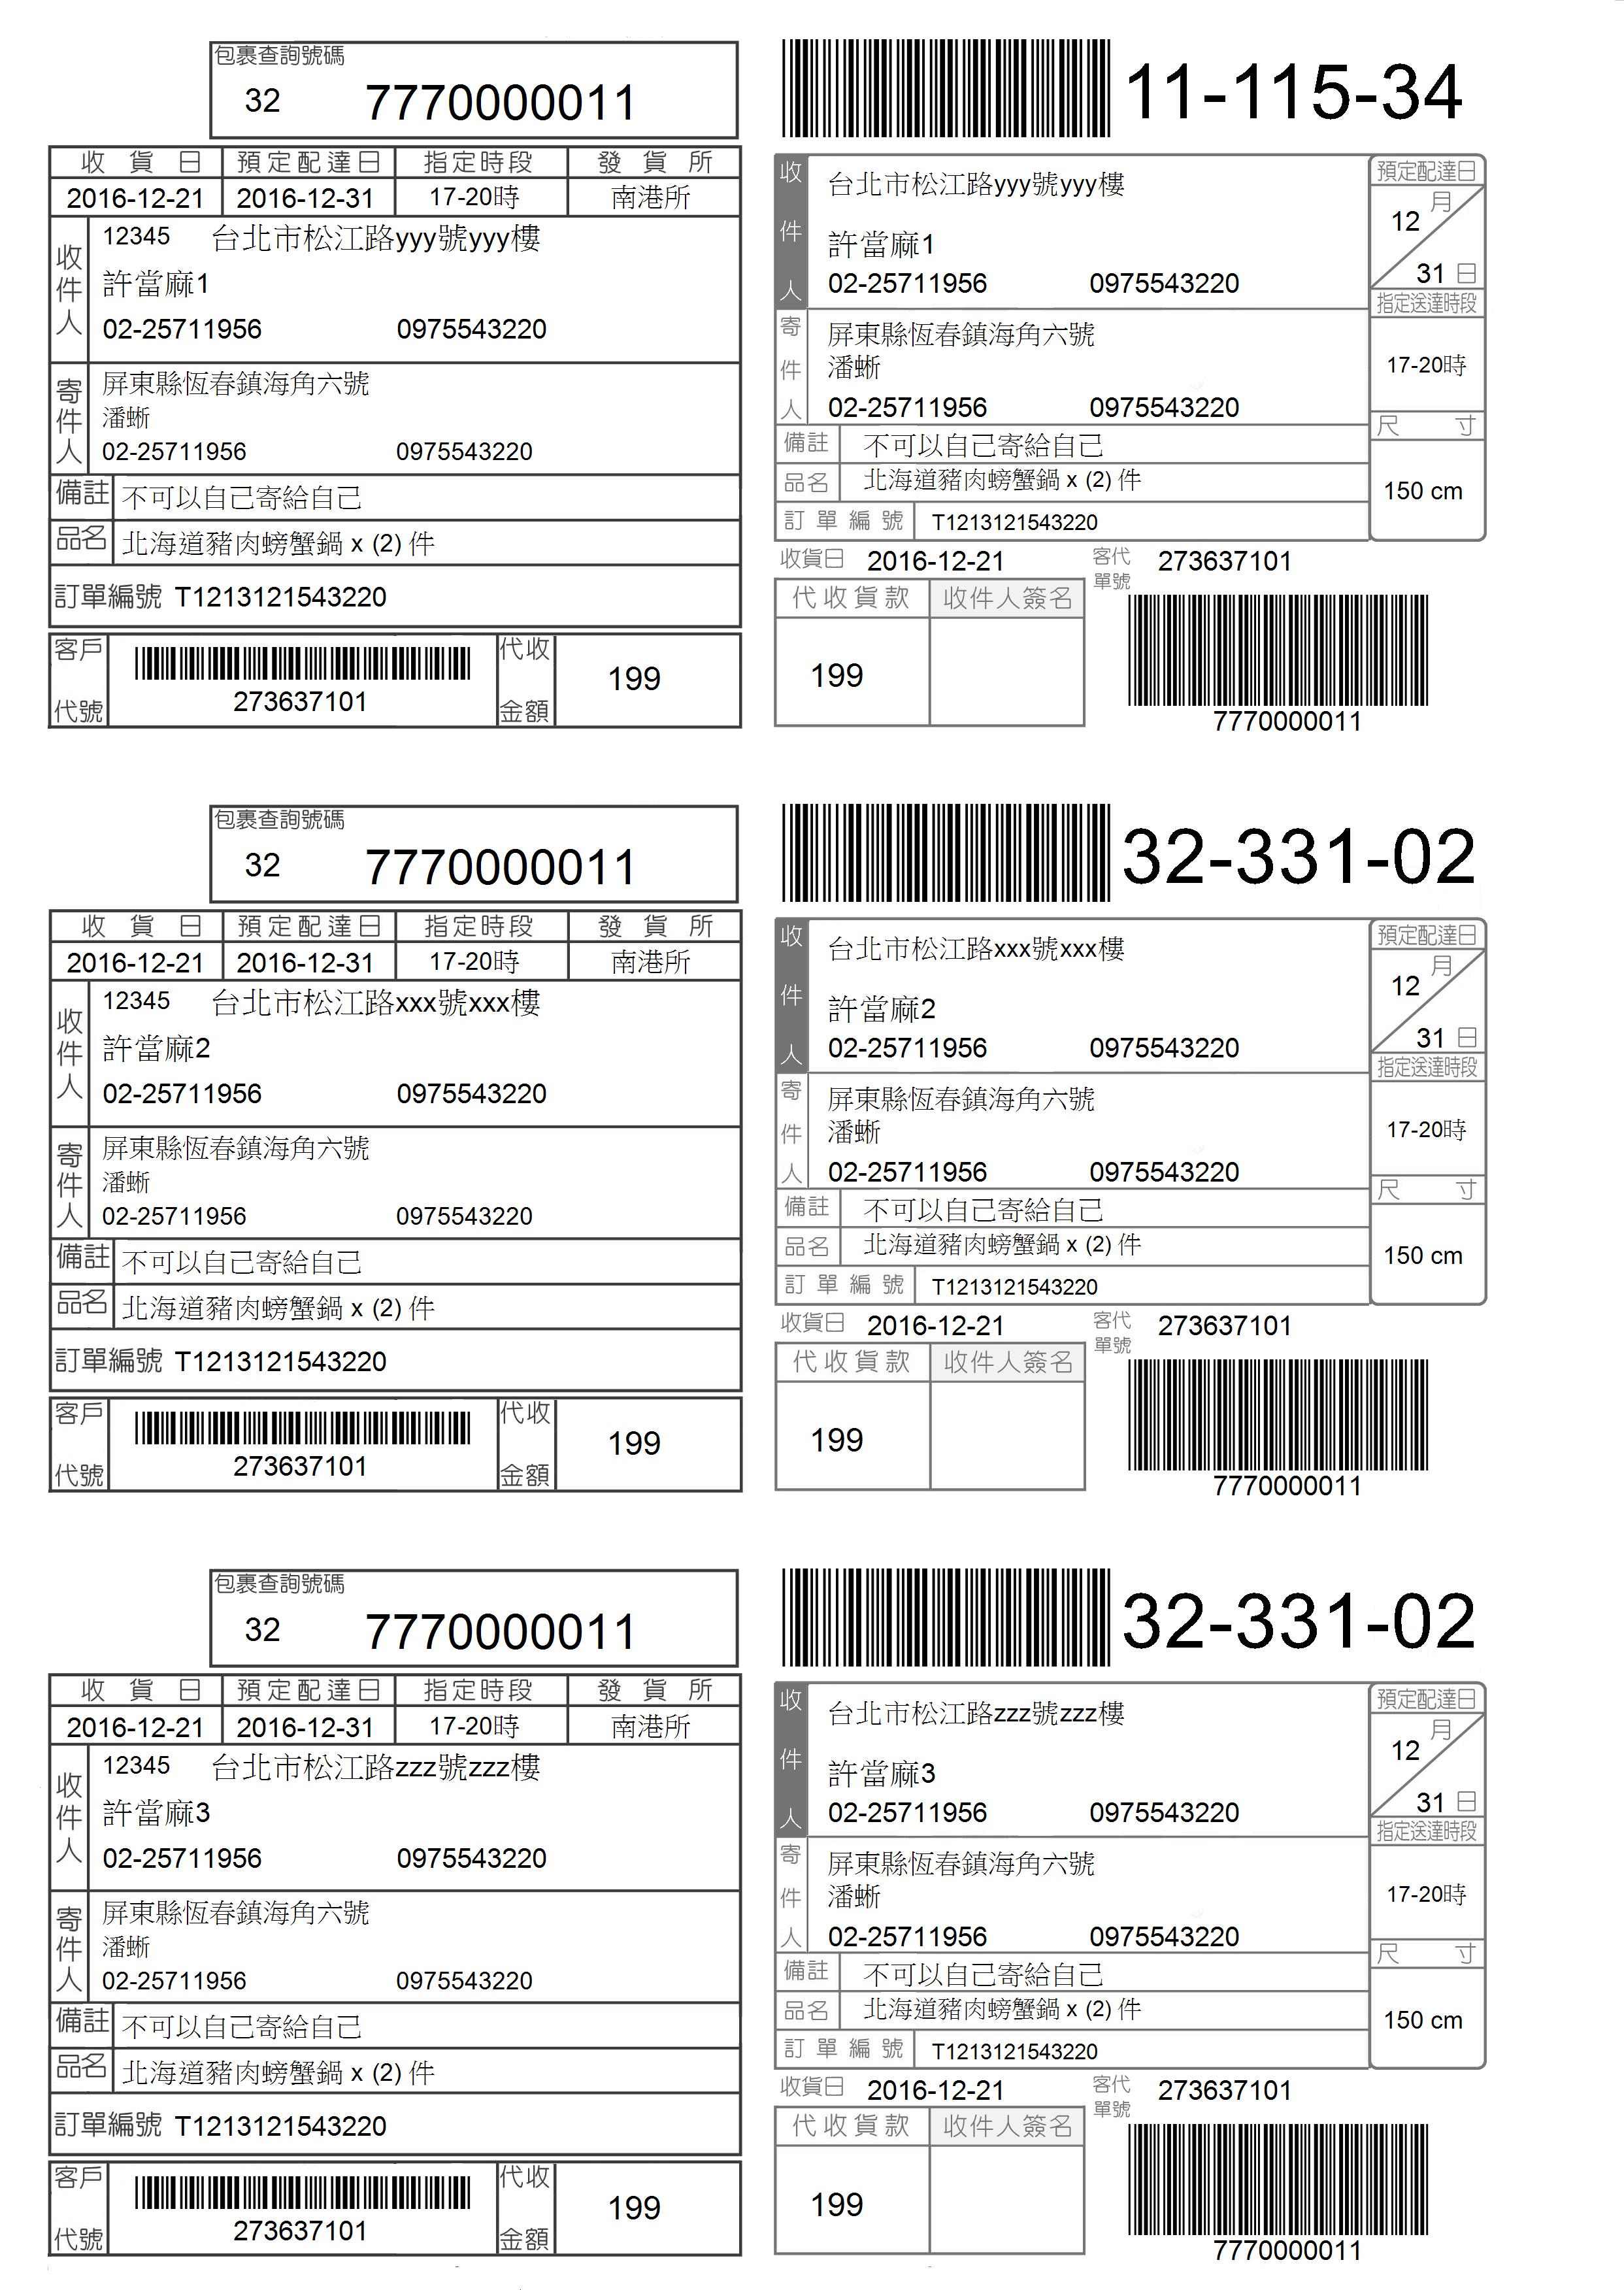 包裹查詢號碼
32 7770000011
收貨日 預定配達日 指定時段 發貨所
2016-12-21 2016-12-31 17-20時 南港所
收件人
12345 台北市松江路yyy號yyy樓
許當麻1
02-25711956 0975543220
寄件人
屏東縣恆春鎮海角六號
潘蜥
02-25711956 0975543220
備註 不可以自己寄給自己
品名 北海道豬肉螃蟹鍋 x (2) 件
訂單編號 T1213121543220
客戶代號 273637101
代收金額 199
11-115-34
收件人
台北市松江路yyy號yyy樓
許當麻1
02-25711956 0975543220
寄件人
屏東縣恆春鎮海角六號
潘蜥
02-25711956 0975543220
備註 不可以自己寄給自己
品名 北海道豬肉螃蟹鍋 x (2) 件
訂單編號 T1213121543220
預定配達日
12 月
31 日
指定送達時段
17-20時
尺寸
150 cm
收貨日 2016-12-21
客代單號 273637101
代收貨款 收件人簽名
199
7770000011
包裹查詢號碼
32 7770000011
收貨日 預定配達日 指定時段 發貨所
2016-12-21 2016-12-31 17-20時 南港所
收件人
12345 台北市松江路xxx號xxx樓
許當麻2
02-25711956 0975543220
寄件人
屏東縣恆春鎮海角六號
潘蜥
02-25711956 0975543220
備註 不可以自己寄給自己
品名 北海道豬肉螃蟹鍋 x (2) 件
訂單編號 T1213121543220
客戶代號 273637101
代收金額 199
32-331-02
收件人
台北市松江路xxx號xxx樓
許當麻2
02-25711956 0975543220
寄件人
屏東縣恆春鎮海角六號
潘蜥
02-25711956 0975543220
備註 不可以自己寄給自己
品名 北海道豬肉螃蟹鍋 x (2) 件
訂單編號 T1213121543220
預定配達日
12 月
31 日
指定送達時段
17-20時
尺寸
150 cm
收貨日 2016-12-21
客代單號 273637101
代收貨款 收件人簽名
199
7770000011
包裹查詢號碼
32 7770000011
收貨日 預定配達日 指定時段 發貨所
2016-12-21 2016-12-31 17-20時 南港所
收件人
12345 台北市松江路zzz號zzz樓
許當麻3
02-25711956 0975543220
寄件人
屏東縣恆春鎮海角六號
潘蜥
02-25711956 0975543220
備註 不可以自己寄給自己
品名 北海道豬肉螃蟹鍋 x (2) 件
訂單編號 T1213121543220
客戶代號 273637101
代收金額 199
32-331-02
收件人
台北市松江路zzz號zzz樓
許當麻3
02-25711956 0975543220
寄件人
屏東縣恆春鎮海角六號
潘蜥
02-25711956 0975543220
備註 不可以自己寄給自己
品名 北海道豬肉螃蟹鍋 x (2) 件
訂單編號 T1213121543220
預定配達日
12 月
31 日
指定送達時段
17-20時
尺寸
150 cm
收貨日 2016-12-21
客代單號 273637101
代收貨款 收件人簽名
199
7770000011